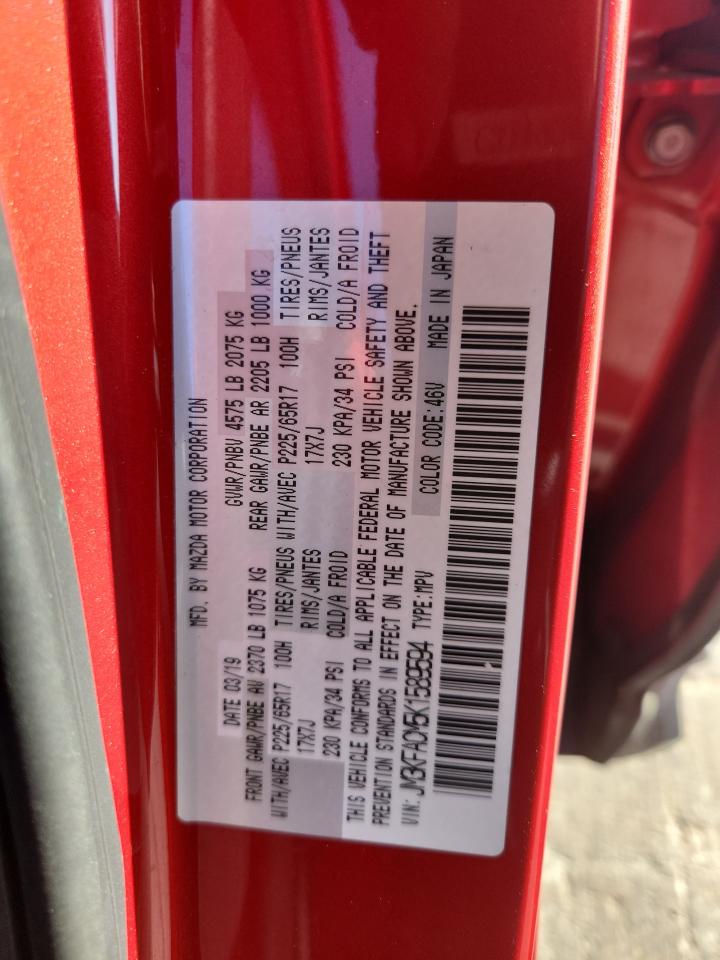 MFD. BY MAZDA MOTOR CORPORATION
DATE 03/19 GVWR/PNBV 4575 LB 2075 KG
FRONT GAWR/PNBE AV 2370 LB 1075 KG REAR GAWR/PNBE AR 2205 LB 1000 KG
WITH/AVEC P225/65R17 100H TIRES/PNEUS WITH/AVEC P225/65R17 100H TIRES/PNEUS
17X7J RIMS/JANTES 17X7J RIMS/JANTES
230 KPA/34 PSI COLD/A FROID 230 KPA/34 PSI COLD/A FROID
THIS VEHICLE CONFORMS TO ALL APPLICABLE FEDERAL MOTOR VEHICLE SAFETY AND THEFT
PREVENTION STANDARDS IN EFFECT ON THE DATE OF MANUFACTURE SHOWN ABOVE.
VIN: JM3KFACM5K1589594 TYPE:MPV COLOR CODE:46V MADE IN JAPAN